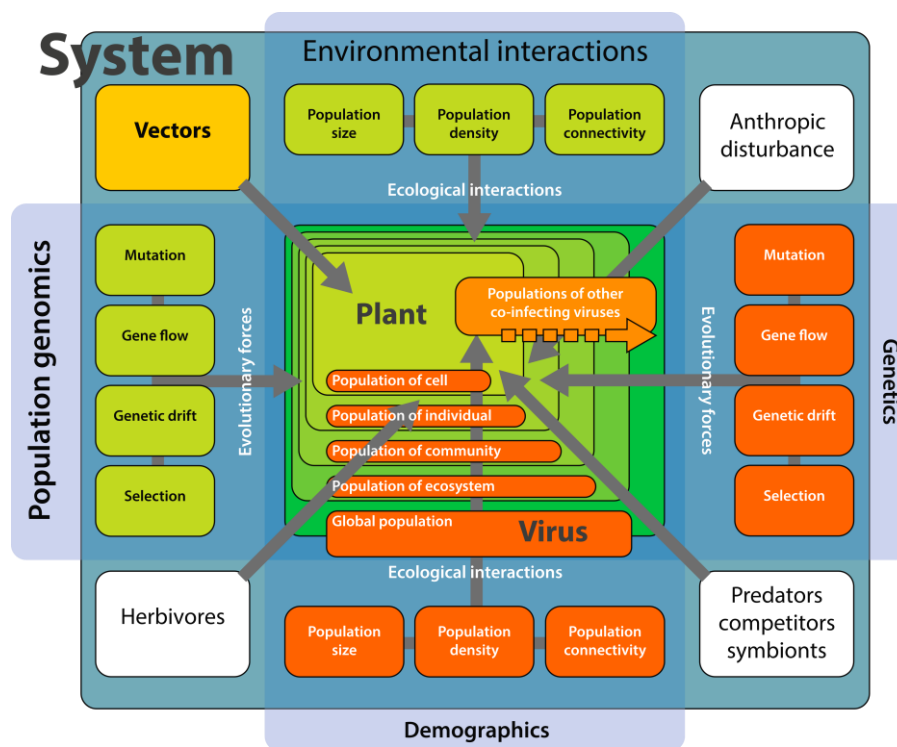 System
Environmental interactions
Vectors
Population
size
Population
density
Population
connectivity
Anthropic
disturbance
Ecological interactions
Population genomics
Mutation
Gene flow
Genetic drift
Selection
Evolutionary forces
Plant
Populations of other
co-infecting viruses
Population of cell
Population of individual
Population of community
Population of ecosystem
Global population
Virus
Evolutionary forces
Mutation
Gene flow
Genetic drift
Selection
Genetics
Ecological interactions
Herbivores
Population
size
Population
density
Population
connectivity
Predators
competitors
symbionts
Demographics